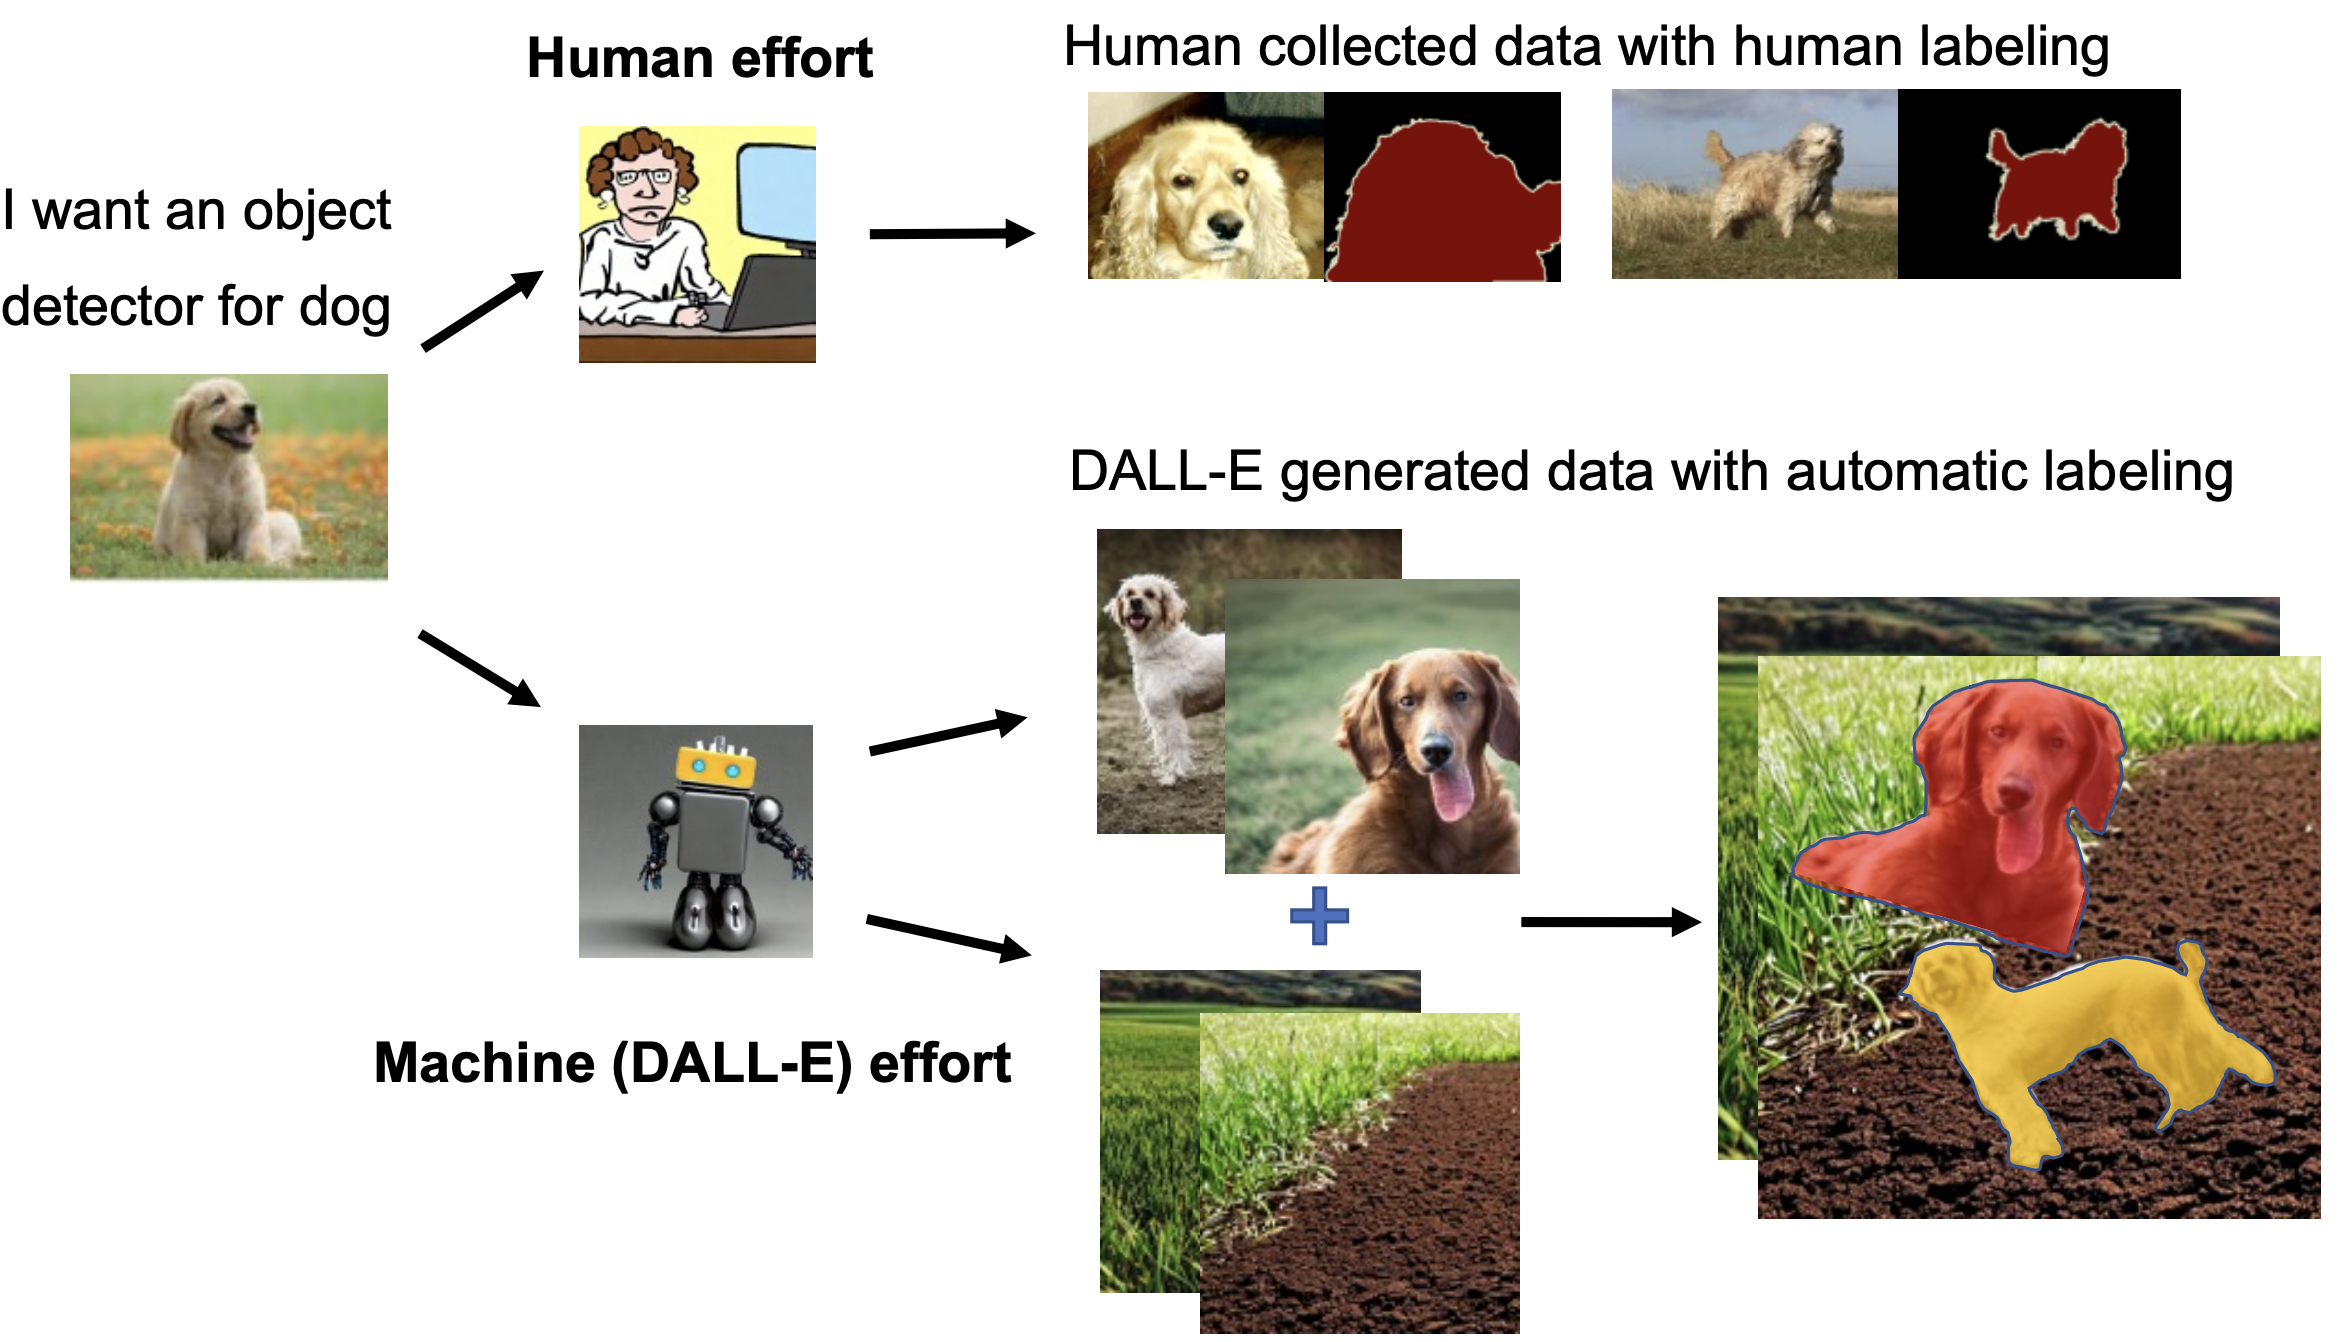 Human effort
Human collected data with human labeling
I want an object
detector for dog
DALL-E generated data with automatic labeling
Machine (DALL-E) effort